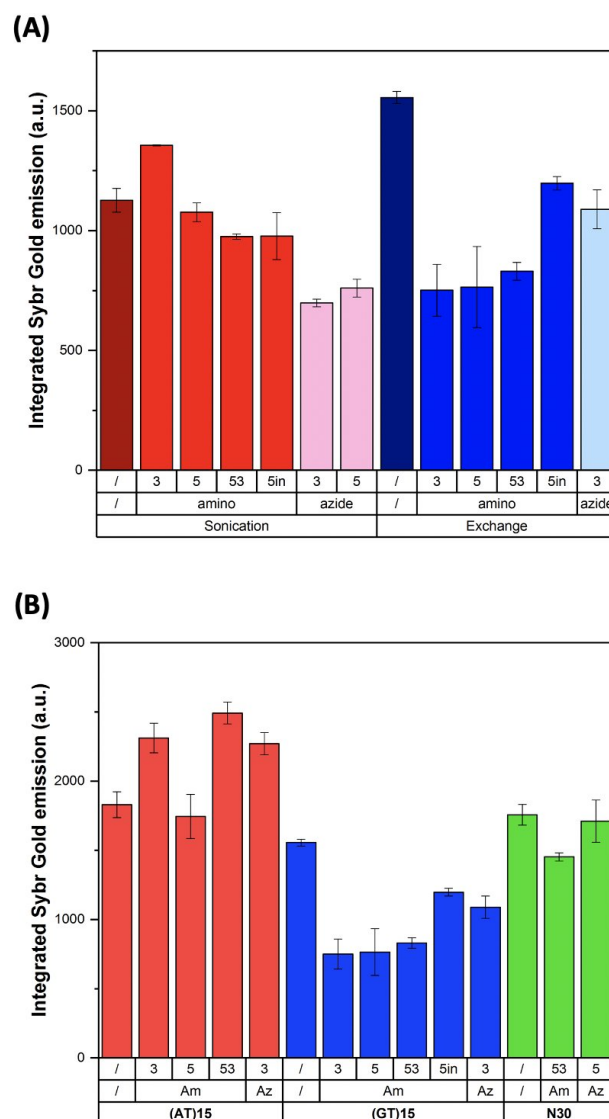 (A)
Integrated Sybr Gold emission (a.u.)
1500
1000
500
0
/ 3 5 53 5in 3 5 / 3 5 53 5in 3
/ amino azide / amino azide
Sonication Exchange
(B)
Integrated Sybr Gold emission (a.u.)
3000
2000
1000
0
/ 3 5 53 3 / 3 5 53 5in 3 / 53 5
/ Am Az / Am Az / Am Az
(AT)15 (GT)15 N30